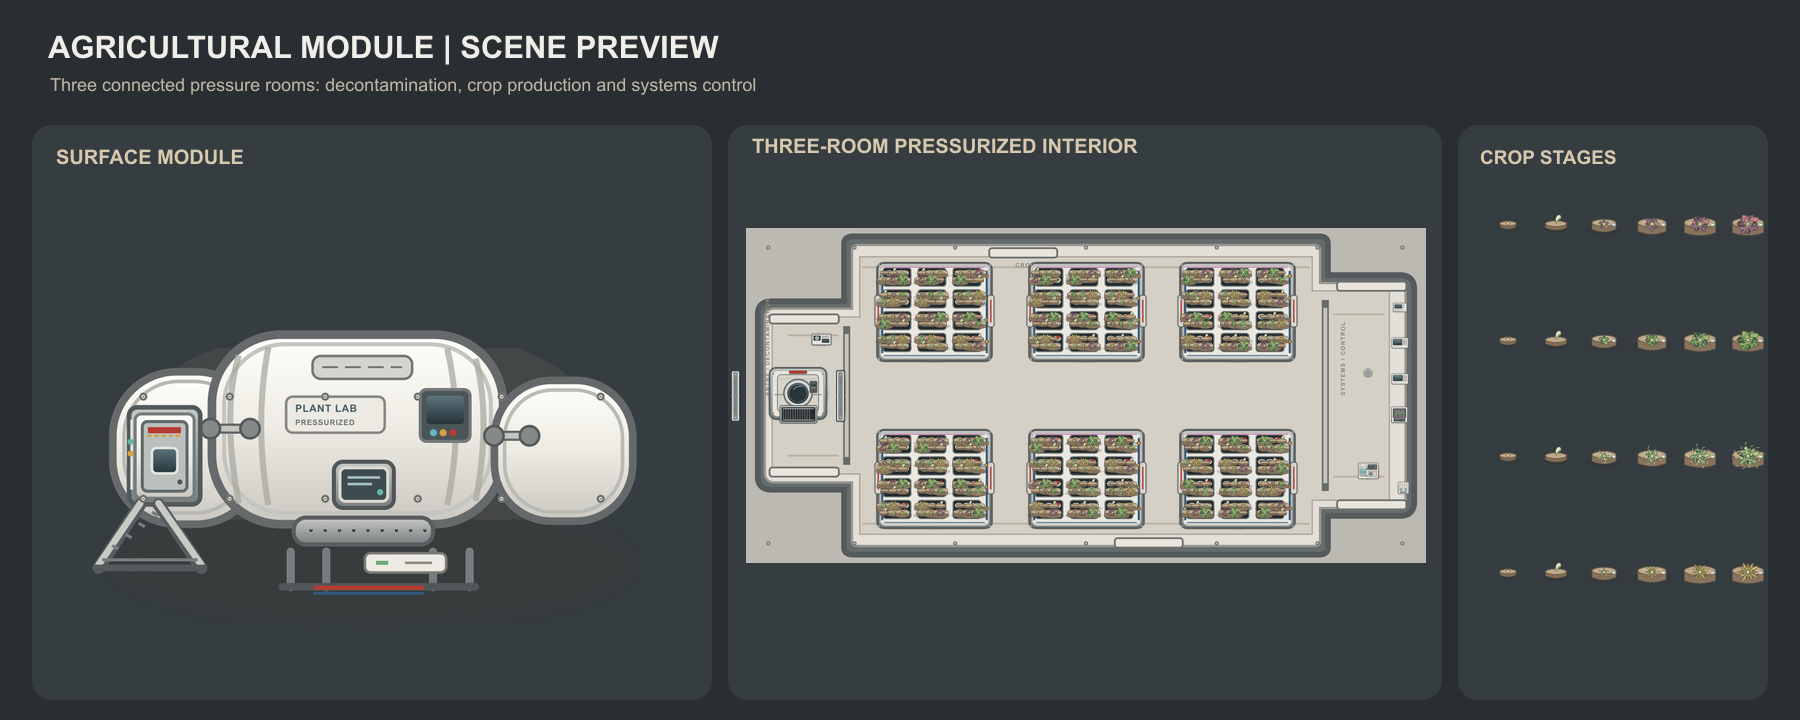 AGRICULTURAL MODULE | SCENE PREVIEW
Three connected pressure rooms: decontamination, crop production and systems control
SURFACE MODULE
PLANT LAB
PRESSURIZED
THREE-ROOM PRESSURIZED INTERIOR
SYSTEMS / CONTROL
CROP STAGES